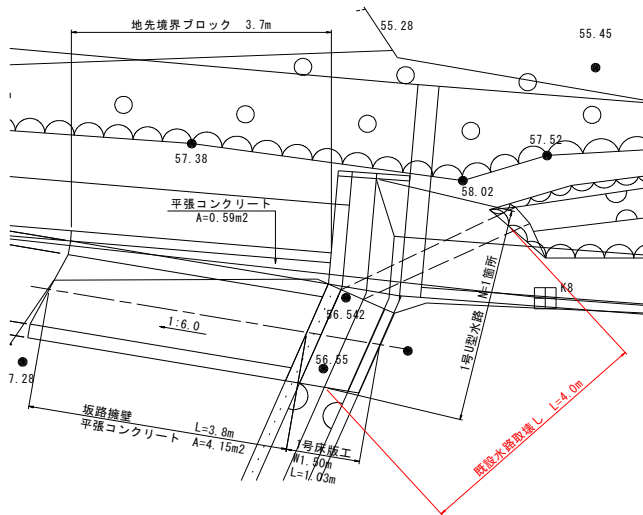 地先境界ブロック 3.7m
55.28
55.45
57.38
57.52
58.02
平張コンクリート
A=0.59m2
K8
1:6.0
56.542
56.55
7.28
1号U型水路 N=1箇所
坂路擁壁 L=3.8m
平張コンクリート A=4.15m2
1号床版工
W1.50m
L=1.03m
既設水路取壊し L=4.0m